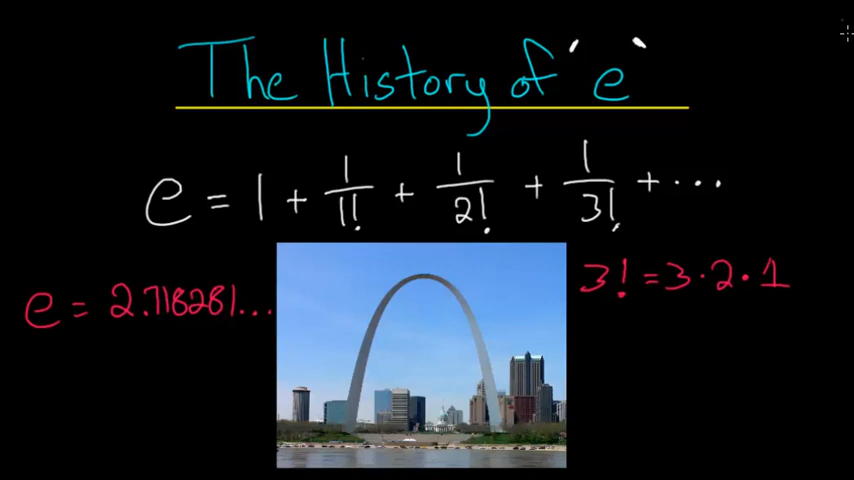 The History of 'e'
e = 1 + 1/1! + 1/2! + 1/3! + ...
e = 2.718281...
3! = 3·2·1